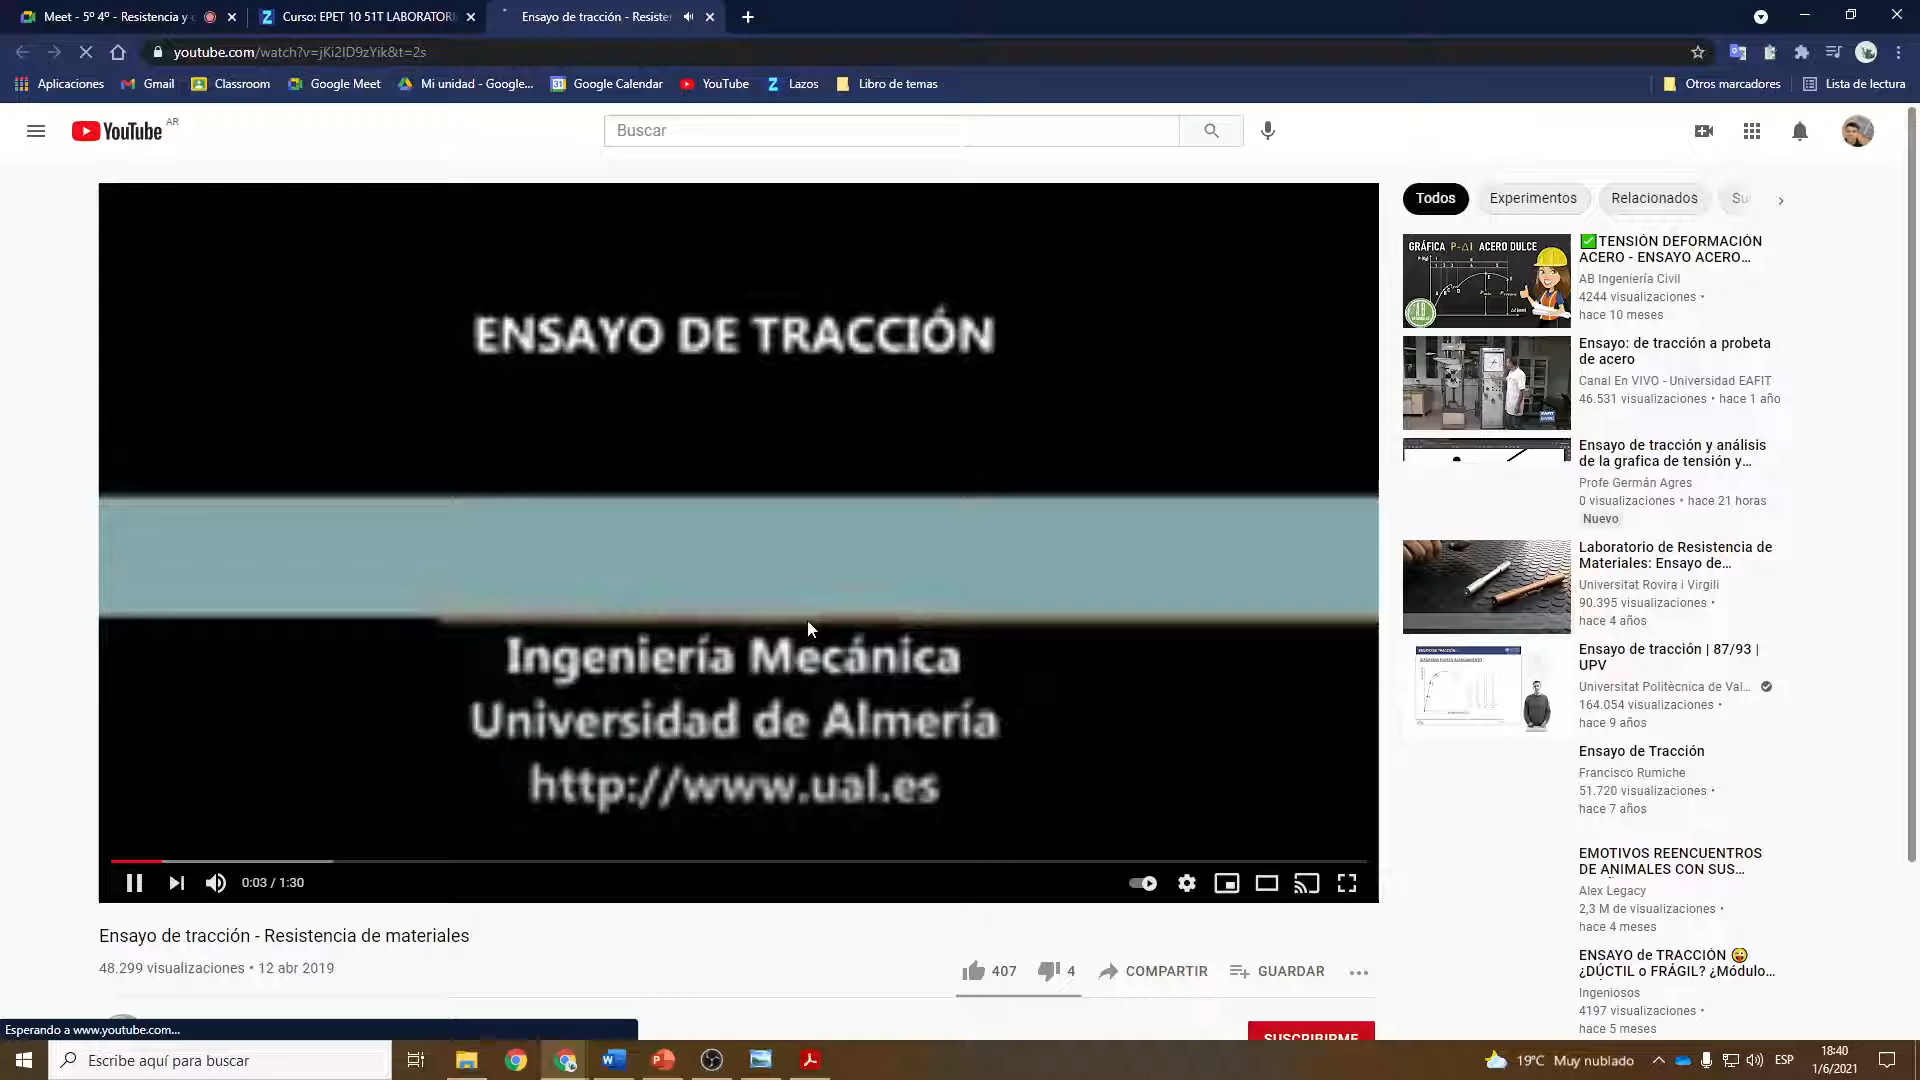 Meet - 5º 4º - Resistencia y
Curso: EPET 10 51T LABORATORI
Ensayo de tracción - Resiste
youtube.com/watch?v=jKi2ID9zYik&t=2s
Aplicaciones
Gmail
Classroom
Google Meet
Mi unidad - Google...
Google Calendar
YouTube
Lazos
Libro de temas
Otros marcadores
Lista de lectura
YouTube AR
Buscar
ENSAYO DE TRACCIÓN
Ingeniería Mecánica
Universidad de Almería
http://www.ual.es
0:03 / 1:30
Ensayo de tracción - Resistencia de materiales
48.299 visualizaciones • 12 abr 2019
407
4
COMPARTIR
GUARDAR
SUSCRIBIRME
Todos
Experimentos
Relacionados
Su
GRÁFICA P-ΔI ACERO DULCE
TENSIÓN DEFORMACIÓN
ACERO - ENSAYO ACERO...
AB Ingeniería Civil
4244 visualizaciones •
hace 10 meses
Ensayo: de tracción a probeta
de acero
Canal En VIVO - Universidad EAFIT
46.531 visualizaciones • hace 1 año
Ensayo de tracción y análisis
de la grafica de tensión y...
Profe Germán Agres
0 visualizaciones • hace 21 horas
Nuevo
Laboratorio de Resistencia de
Materiales: Ensayo de...
Universitat Rovira i Virgili
90.395 visualizaciones •
hace 4 años
Ensayo de tracción | 87/93 |
UPV
Universitat Politècnica de Val...
164.054 visualizaciones •
hace 9 años
Ensayo de Tracción
Francisco Rumiche
51.720 visualizaciones •
hace 7 años
EMOTIVOS REENCUENTROS
DE ANIMALES CON SUS...
Alex Legacy
2,3 M de visualizaciones •
hace 4 meses
ENSAYO de TRACCIÓN 😜
¿DÚCTIL o FRÁGIL? ¿Módulo...
Ingeniosos
4197 visualizaciones •
hace 5 meses
Esperando a www.youtube.com...
Escribe aquí para buscar
19°C Muy nublado
ESP
18:40
1/6/2021